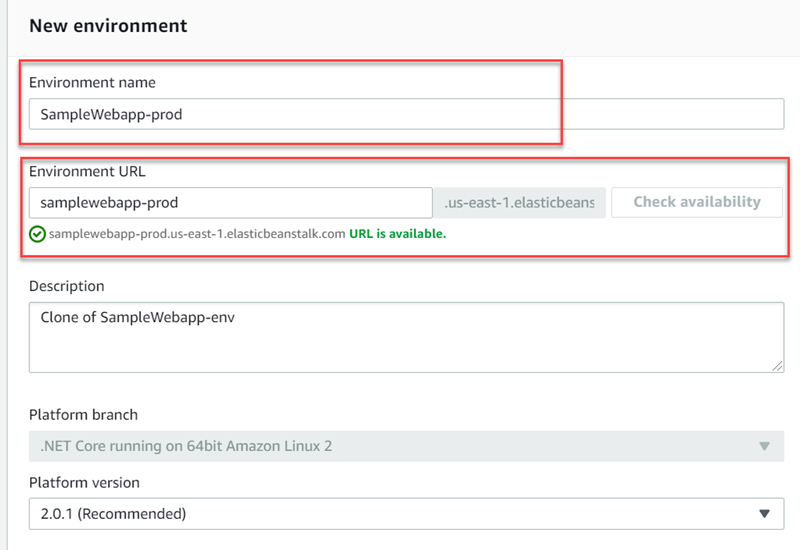 New environment
Environment name
SampleWebapp-prod
Environment URL
samplewebapp-prod
.us-east-1.elasticbeans
Check availability
samplewebapp-prod.us-east-1.elasticbeanstalk.com URL is available.
Description
Clone of SampleWebapp-env
Platform branch
.NET Core running on 64bit Amazon Linux 2
Platform version
2.0.1 (Recommended)